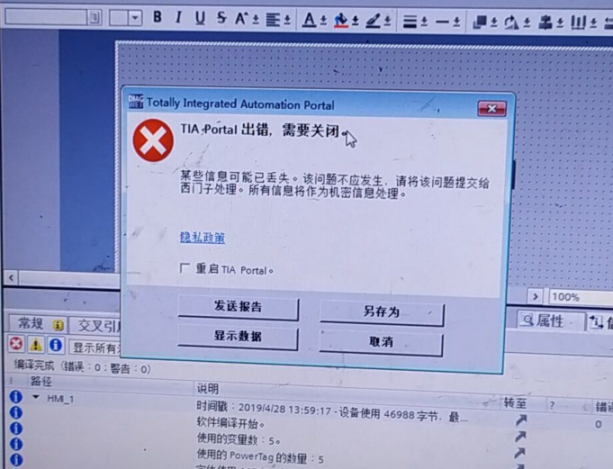 B I U S A
A
Totally Integrated Automation Portal
TIA Portal 出错，需要关闭。
某些信息可能已丢失。该问题不应发生，请将该问题提交给
西门子处理。所有信息将作为机密信息处理。
隐私政策
重启 TIA Portal。
发送报告
另存为
显示数据
取消
100%
常规
交叉引
属性
显示所有
编译完成（错误：0；警告：0）
! 路径
说明
转至
?
错误
HMI_1
时间戳：2019/4/28 13:59:17 - 设备使用 46988 字节，最...
0
软件编译开始。
使用的变量数：5。
使用的 PowerTag 的数量：5